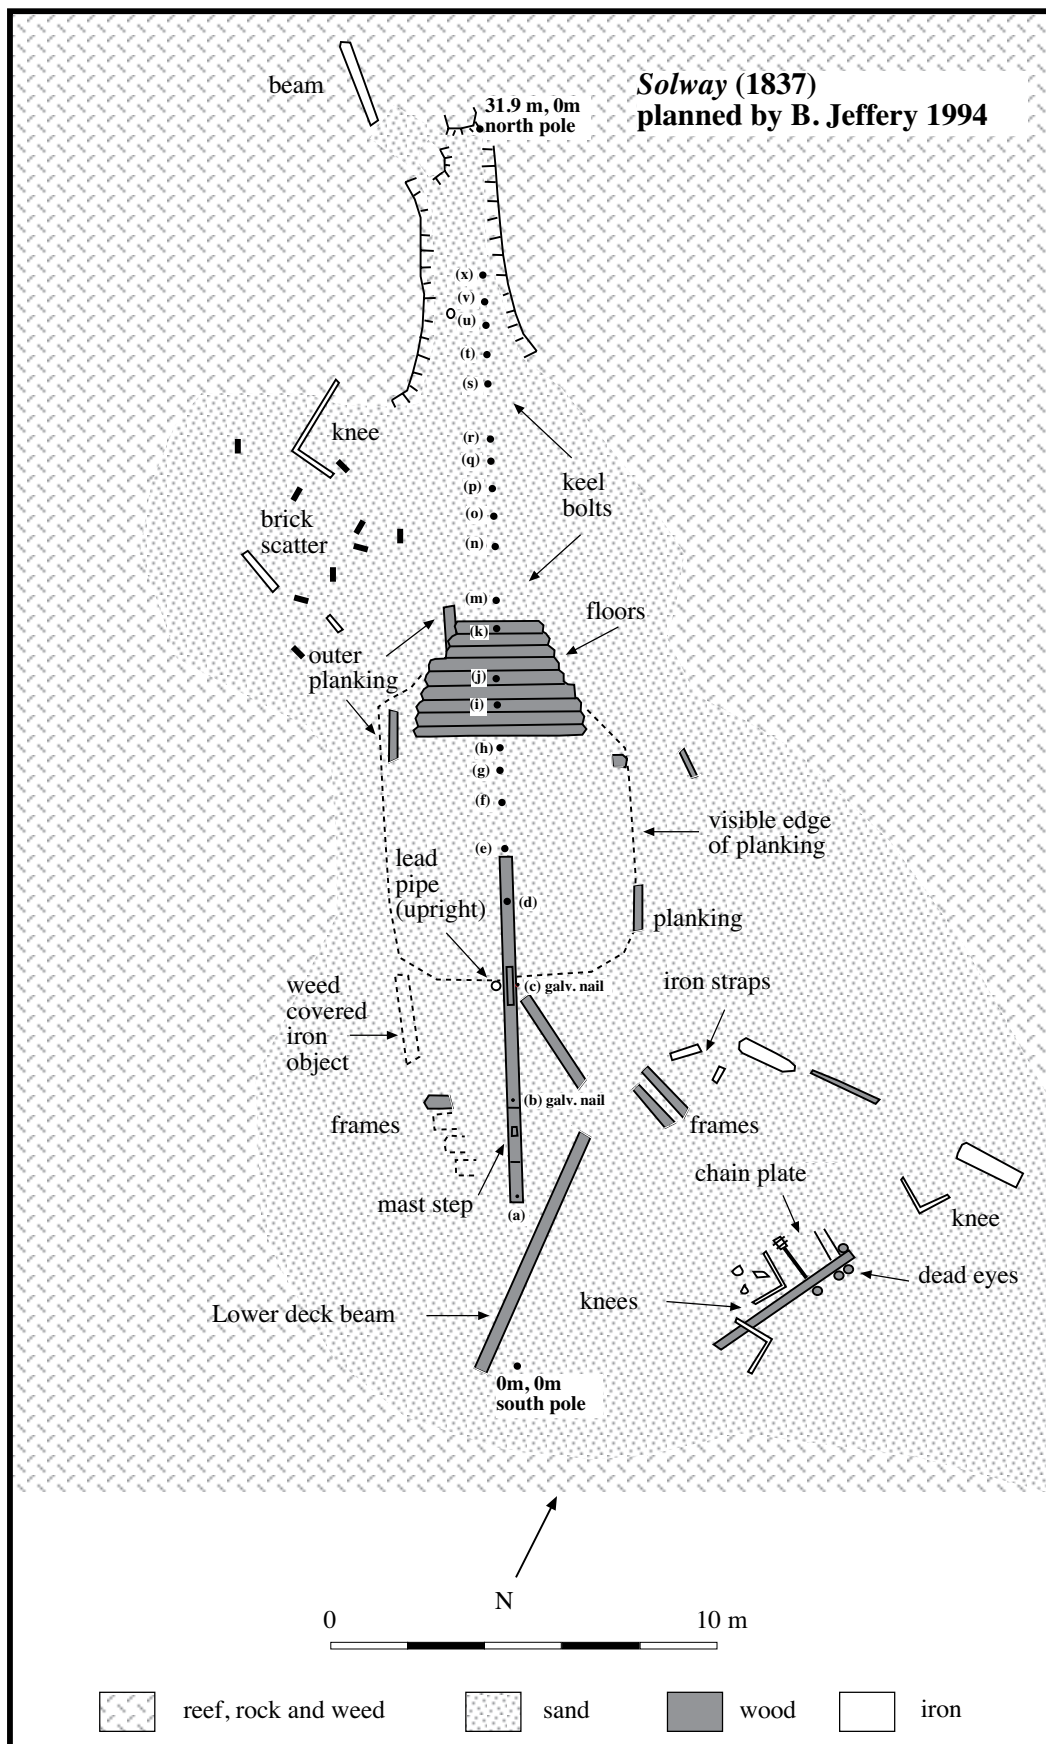 Solway (1837)
planned by B. Jeffery 1994
beam
31.9 m, 0m
north pole
(x)
(v)
(u)
(t)
(s)
knee
(r)
(q)
(p)
(o)
(n)
keel
bolts
brick
scatter
(m)
floors
(k)
outer
planking
(j)
(i)
(h)
(g)
(f)
visible edge
of planking
(e)
lead
pipe
(upright)
(d)
planking
weed
covered
iron
object
(c) galv. nail
iron straps
(b) galv. nail
frames
frames
mast step
(a)
chain plate
knee
dead eyes
knees
Lower deck beam
0m, 0m
south pole
N
0
10 m
reef, rock and weed
sand
wood
iron